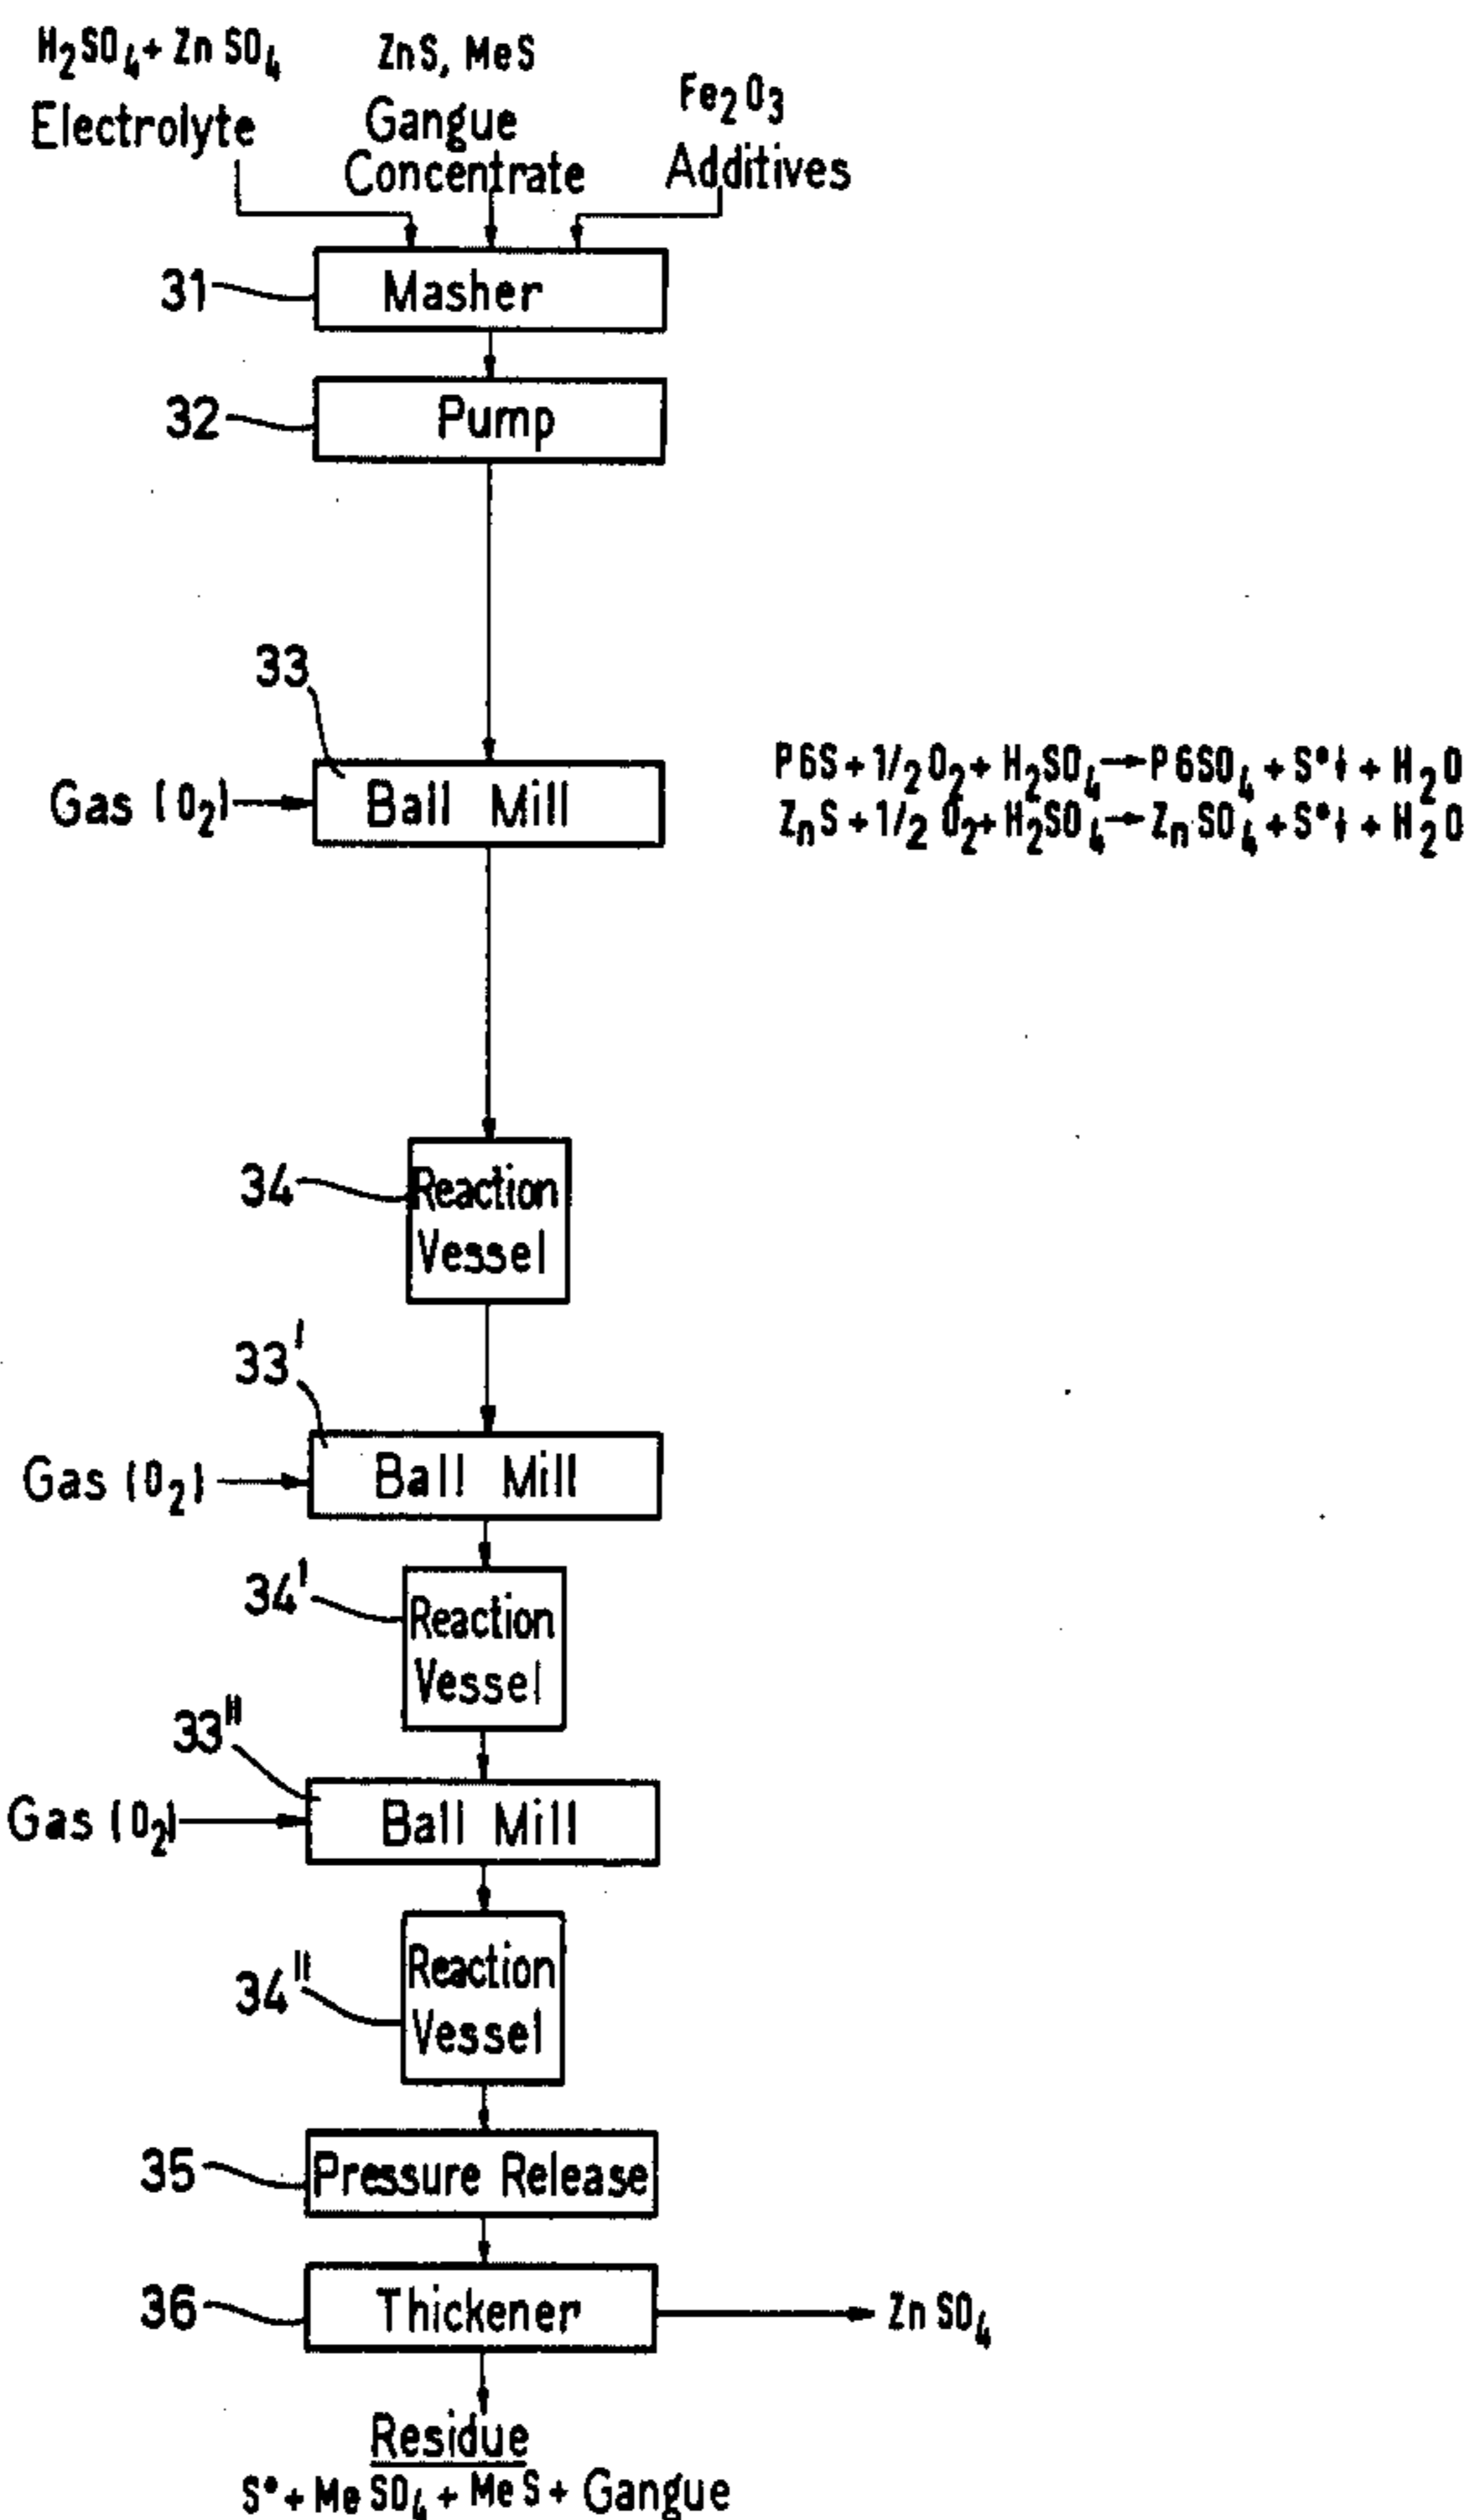 H₂SO₄ + ZnSO₄
Electrolyte
ZnS, MeS
Gangue
Concentrate
Fe₂O₃
Additives
31
Masher
32
Pump
33
Gas (O₂)
Ball Mill
P6S + 1/2 O₂ + H₂SO₄ → P6SO₄ + S°↓ + H₂O
ZnS + 1/2 O₂ + H₂SO₄ → ZnSO₄ + S°↓ + H₂O
34
Reaction
Vessel
33'
Gas (O₂)
Ball Mill
34'
Reaction
Vessel
33"
Gas (O₂)
Ball Mill
34"
Reaction
Vessel
35
Pressure Release
36
Thickener
ZnSO₄
Residue
S° + MeSO₄ + MeS + Gangue